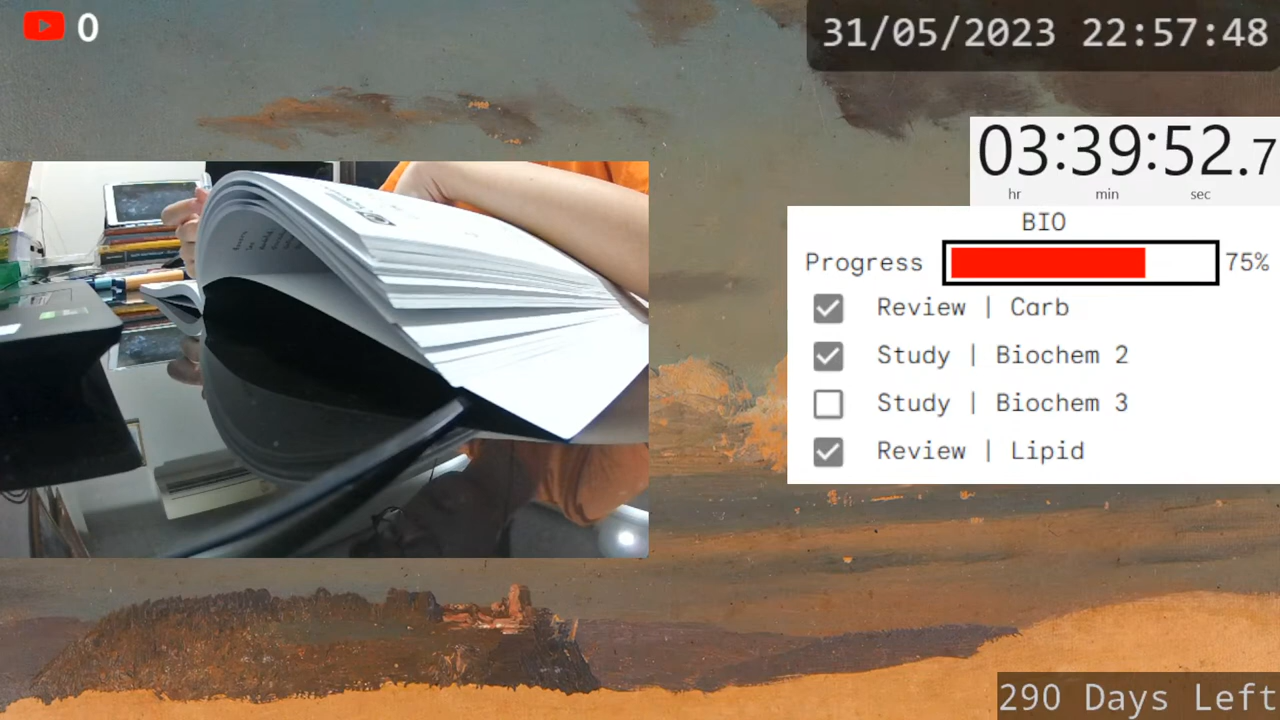 0
31/05/2023 22:57:48
03:39:52.7
hr min sec
BIO
Progress 75%
Review | Carb
Study | Biochem 2
Study | Biochem 3
Review | Lipid
290 Days Left